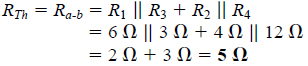 R_Th = R_a-b = R_1 || R_3 + R_2 || R_4
= 6 Ω || 3 Ω + 4 Ω || 12 Ω
= 2 Ω + 3 Ω = 5 Ω